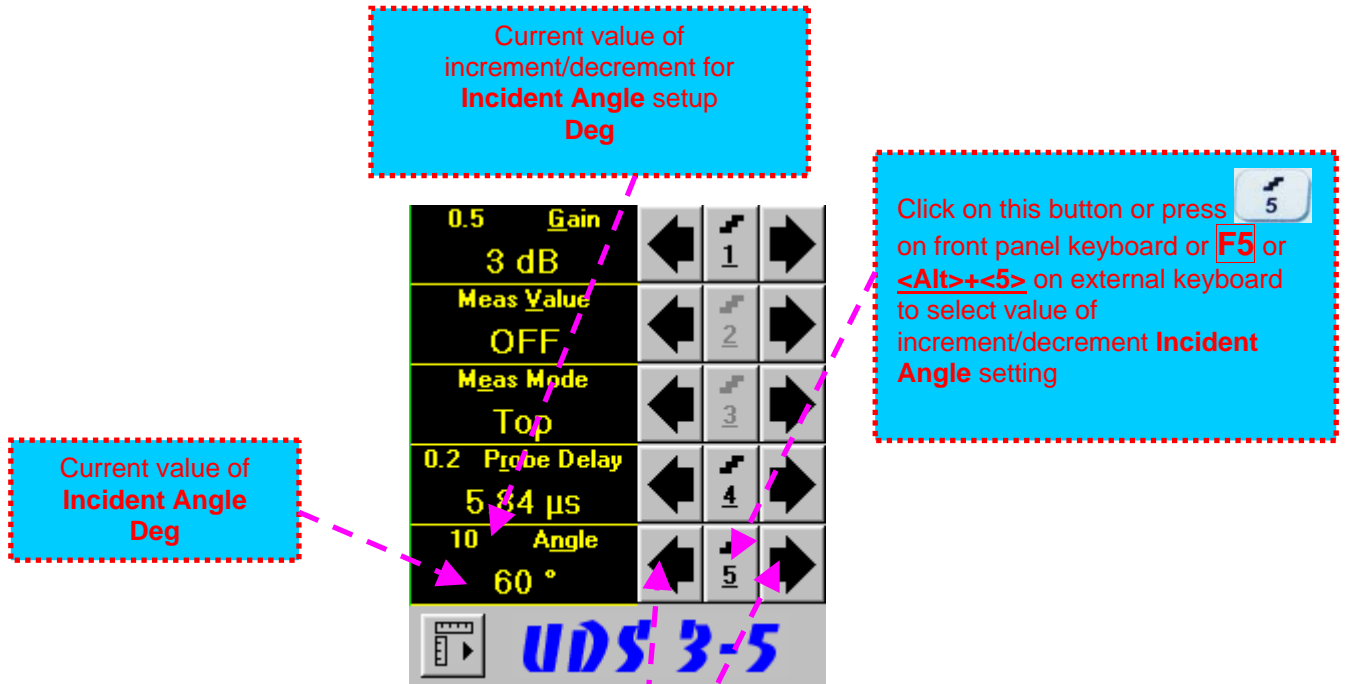 Current value of
increment/decrement for
Incident Angle setup
Deg
Click on this button or press 5
on front panel keyboard or F5 or
<Alt>+<5> on external keyboard
to select value of
increment/decrement Incident
Angle setting
Current value of
Incident Angle
Deg
0.5 Gain
3 dB
1
Meas Value
OFF
2
Meas Mode
Top
3
0.2 Probe Delay
5.84 µs
4
10 Angle
60 °
5
UDS 3-5